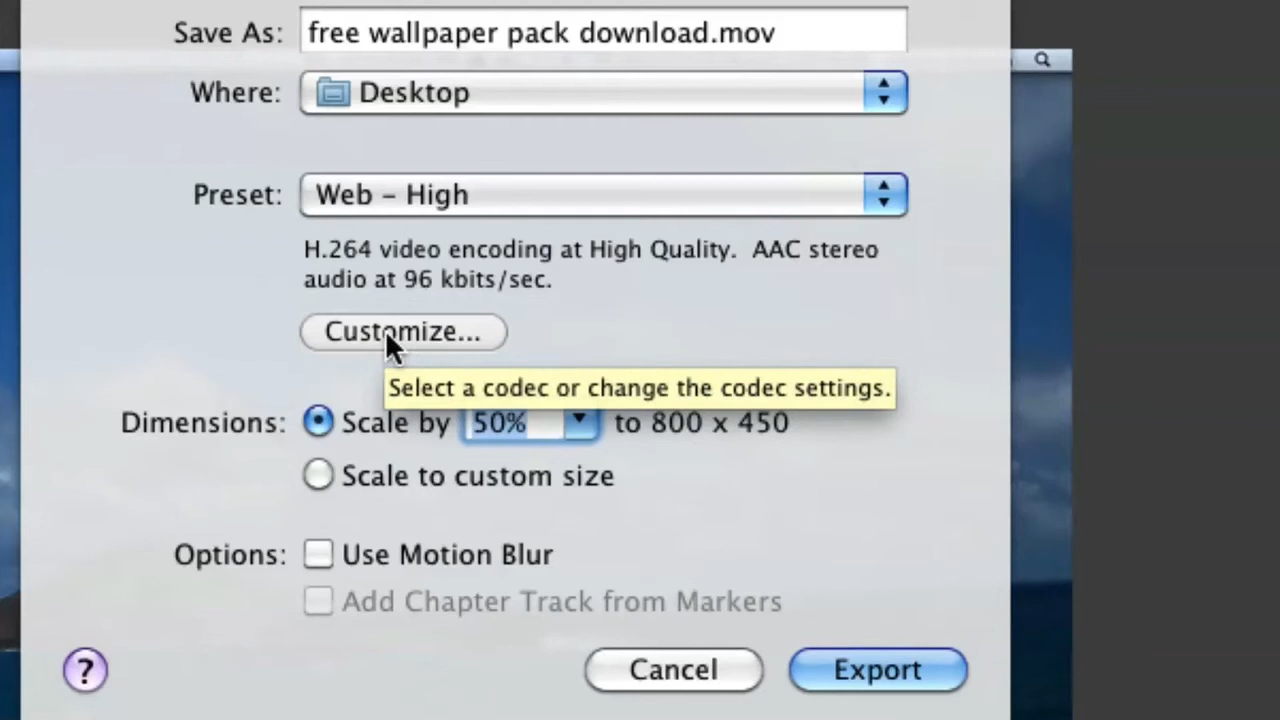 Save As: free wallpaper pack download.mov
Where: Desktop
Preset: Web – High
H.264 video encoding at High Quality. AAC stereo
audio at 96 kbits/sec.
Customize...
Select a codec or change the codec settings.
Dimensions: Scale by 50% to 800 x 450
Scale to custom size
Options: Use Motion Blur
Add Chapter Track from Markers
? Cancel Export